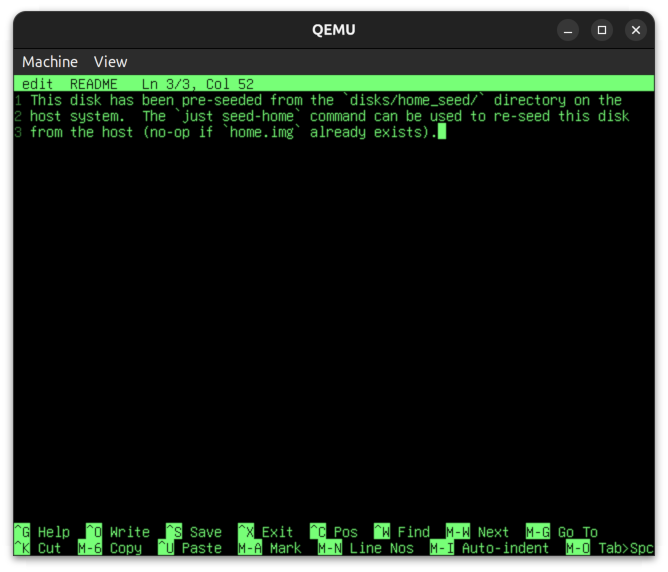 QEMU
Machine View
edit README Ln 3/3, Col 52
1 This disk has been pre-seeded from the `disks/home_seed/` directory on the
2 host system.  The `just seed-home` command can be used to re-seed this disk
3 from the host (no-op if `home.img` already exists).
^G Help ^O Write ^S Save ^X Exit ^C Pos ^W Find M-W Next M-G Go To
^K Cut M-6 Copy ^U Paste M-A Mark M-N Line Nos M-I Auto-indent M-O Tab>Spc